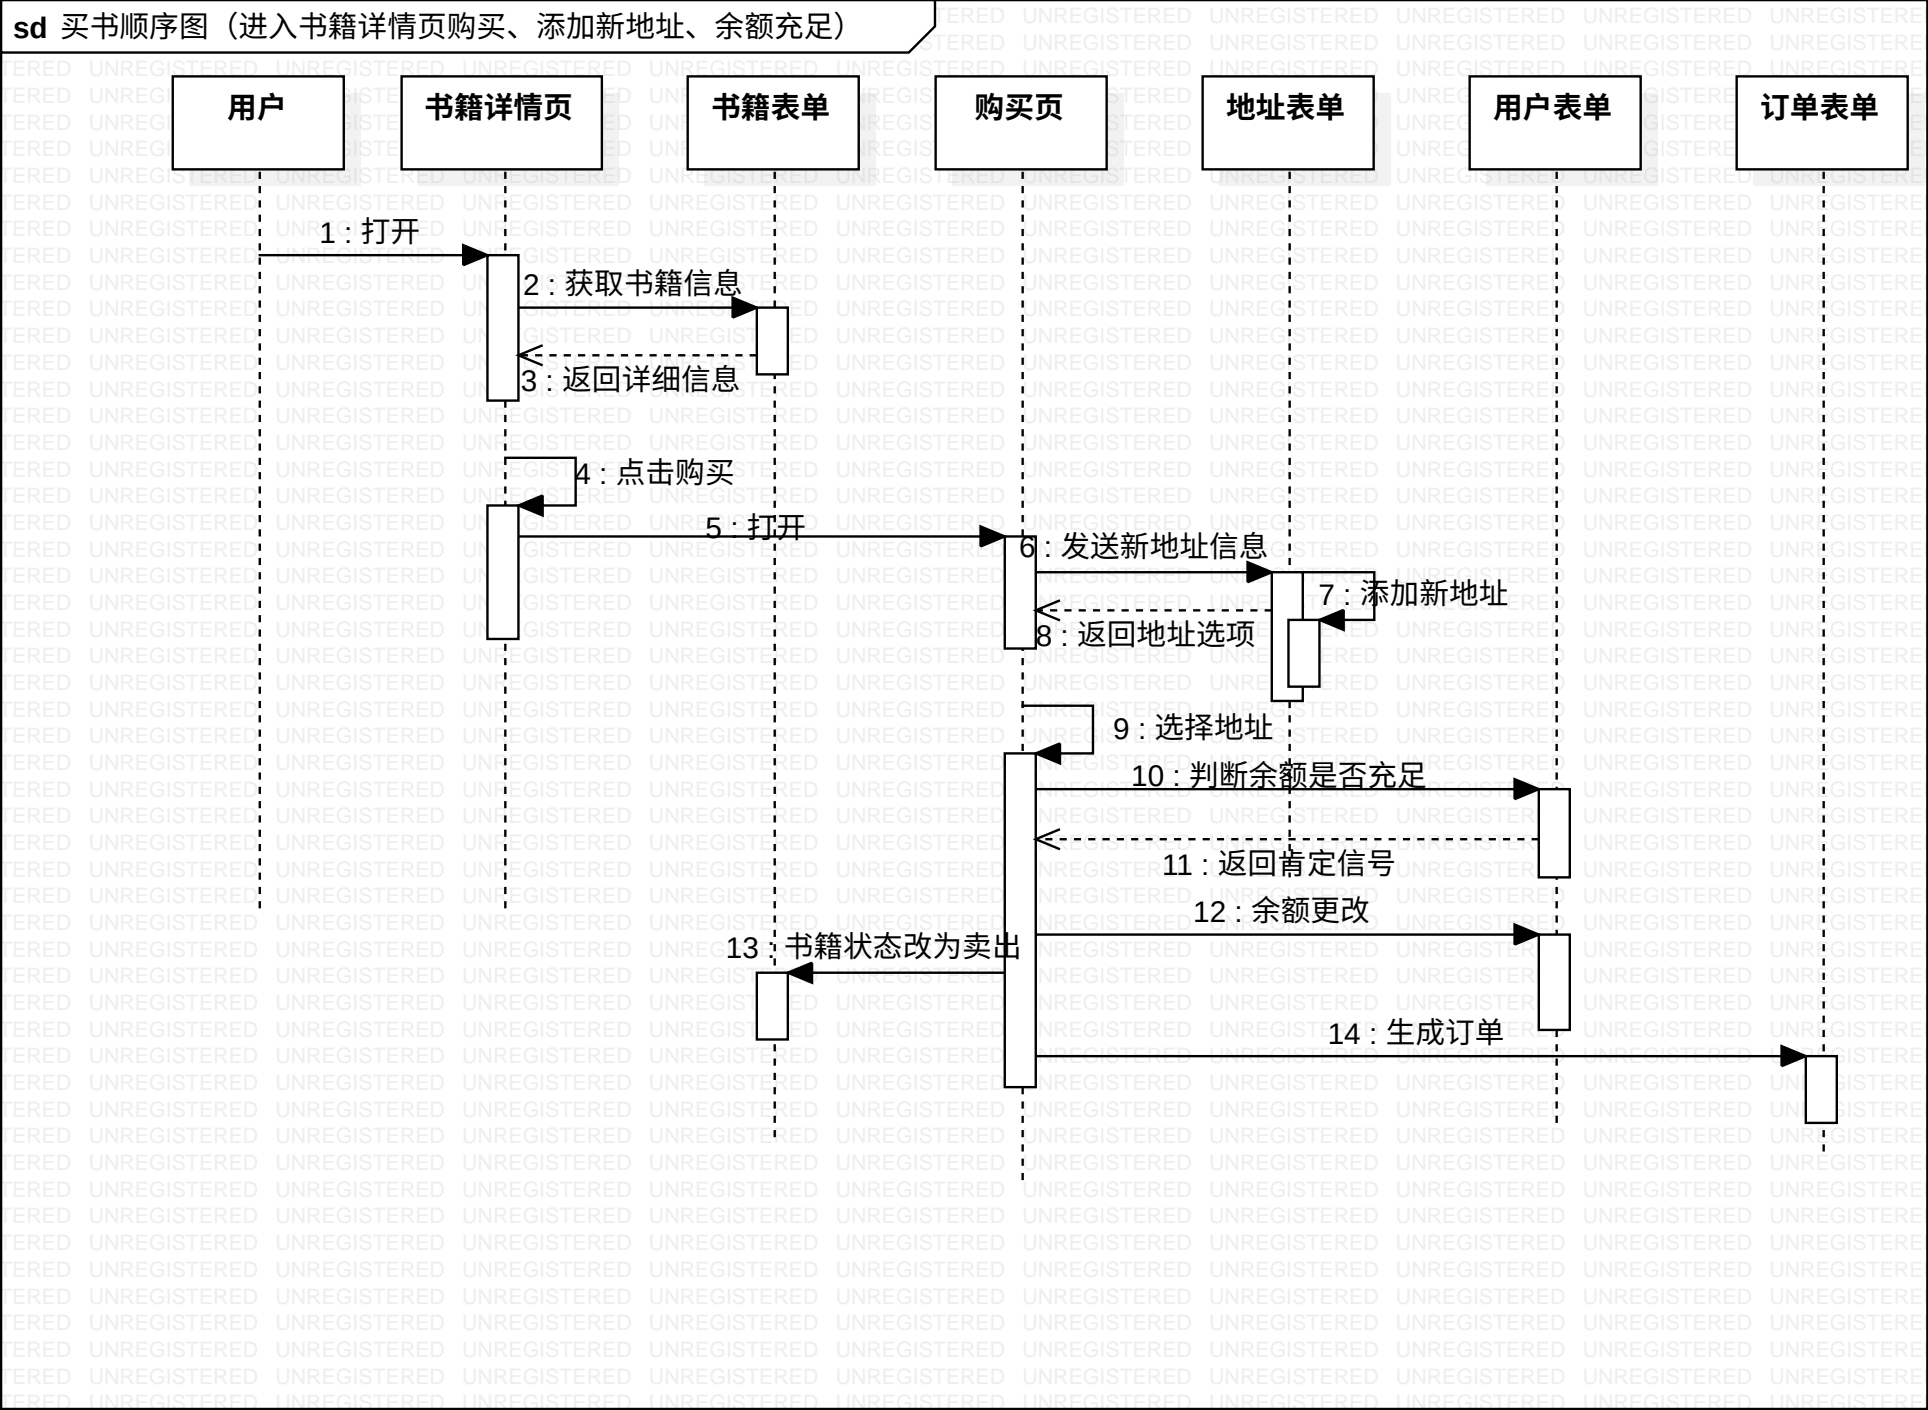 sd 买书顺序图（进入书籍详情页购买、添加新地址、余额充足）
用户
书籍详情页
书籍表单
购买页
地址表单
用户表单
订单表单
1 : 打开
2 : 获取书籍信息
3 : 返回详细信息
4 : 点击购买
5 : 打开
6 : 发送新地址信息
7 : 添加新地址
8 : 返回地址选项
9 : 选择地址
10 : 判断余额是否充足
11 : 返回肯定信号
12 : 余额更改
13 : 书籍状态改为卖出
14 : 生成订单
UNREGISTERED